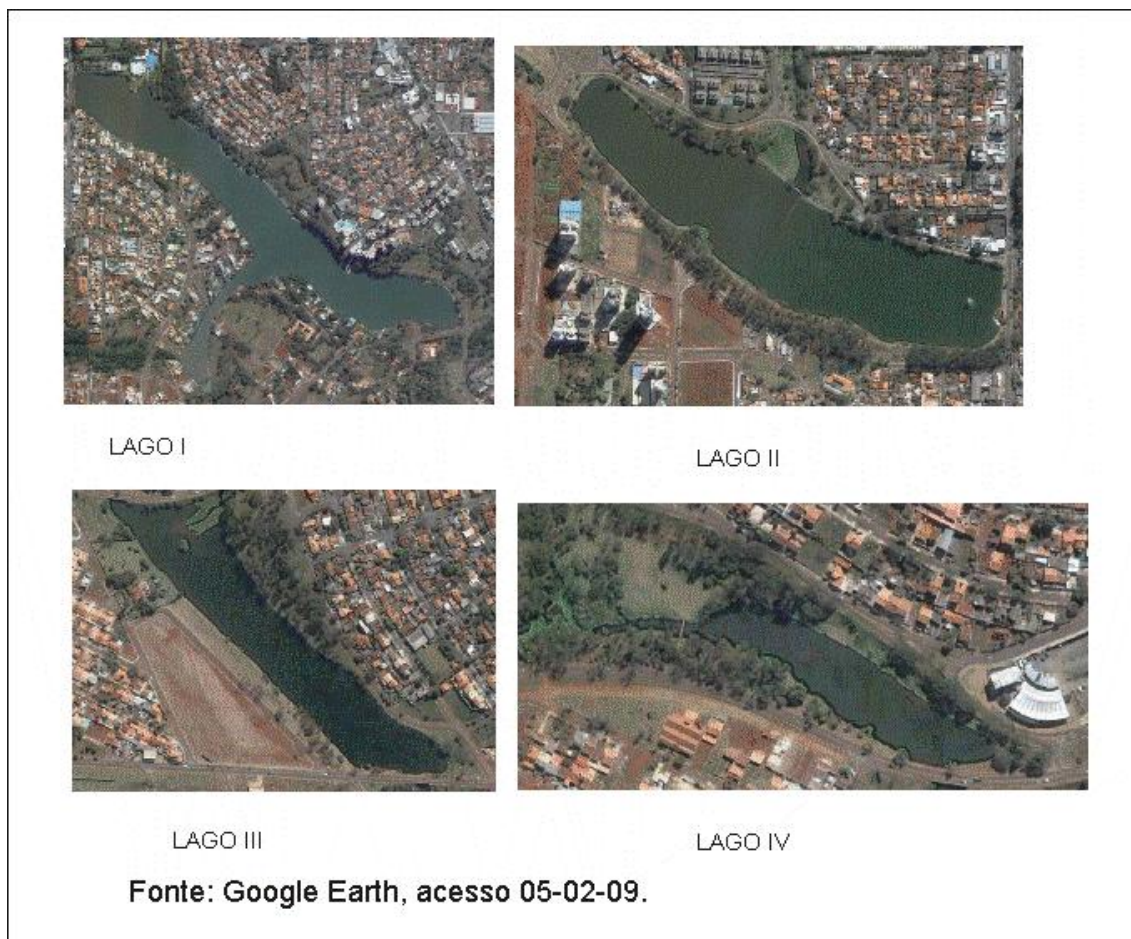 LAGO I
LAGO II
LAGO III
LAGO IV
Fonte: Google Earth, acesso 05-02-09.